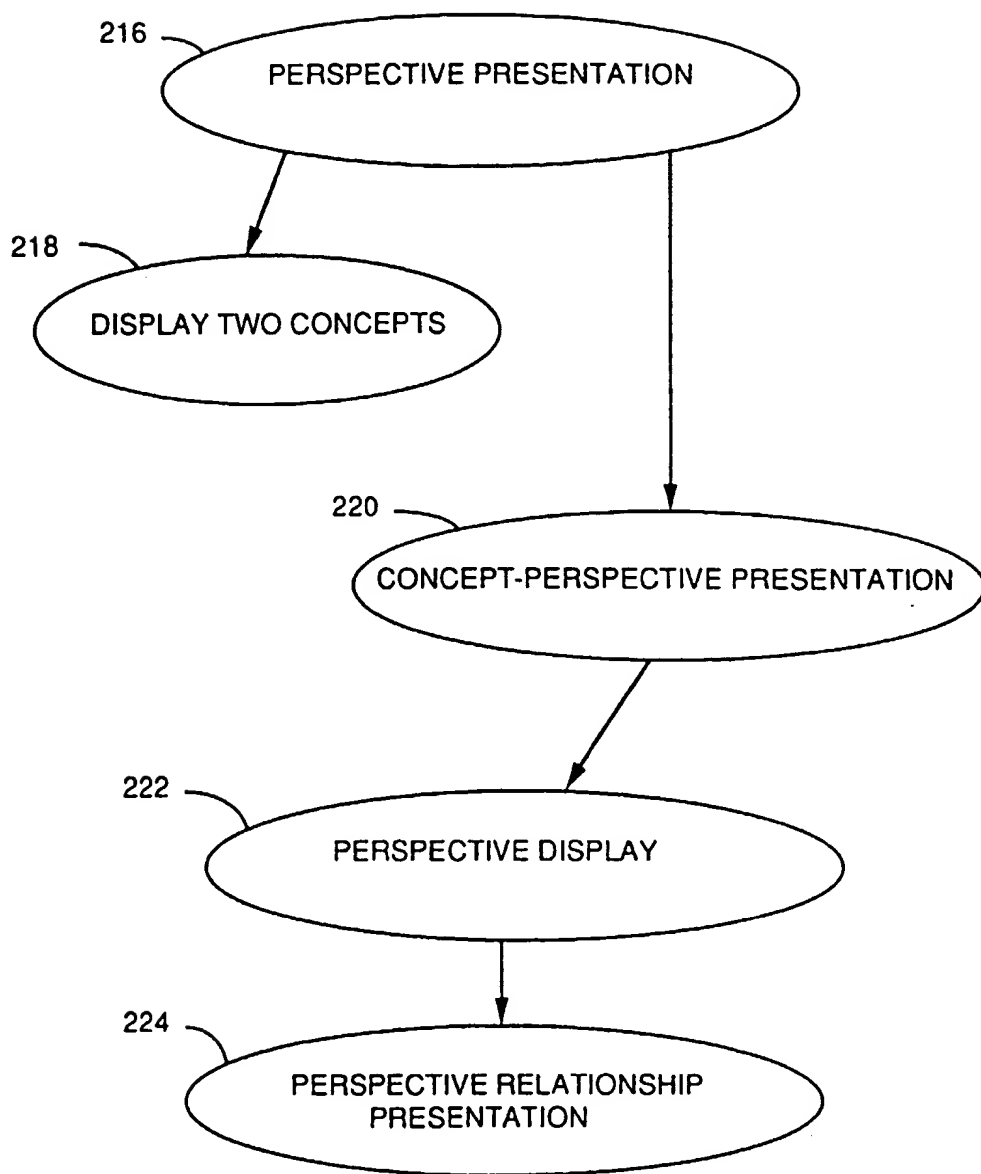 216
PERSPECTIVE PRESENTATION
218
DISPLAY TWO CONCEPTS
220
CONCEPT-PERSPECTIVE PRESENTATION
222
PERSPECTIVE DISPLAY
224
PERSPECTIVE RELATIONSHIP
PRESENTATION